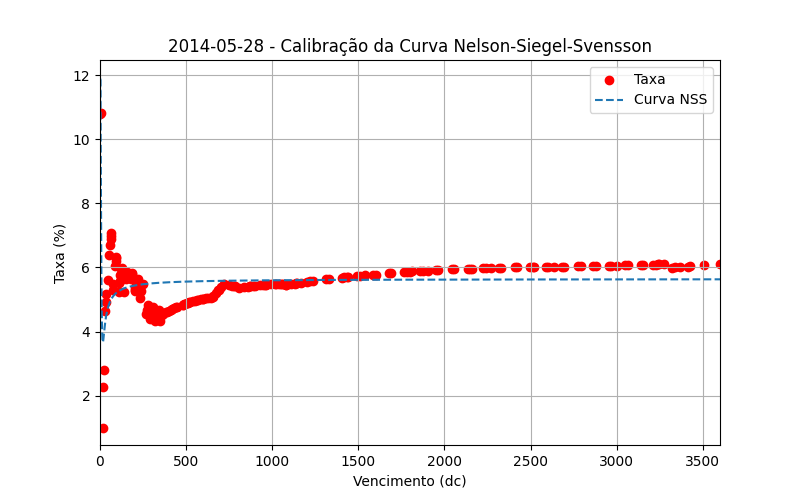 2014-05-28 - Calibração da Curva Nelson-Siegel-Svensson
Taxa
Curva NSS
Taxa (%)
12
10
8
6
4
2
0 500 1000 1500 2000 2500 3000 3500
Vencimento (dc)